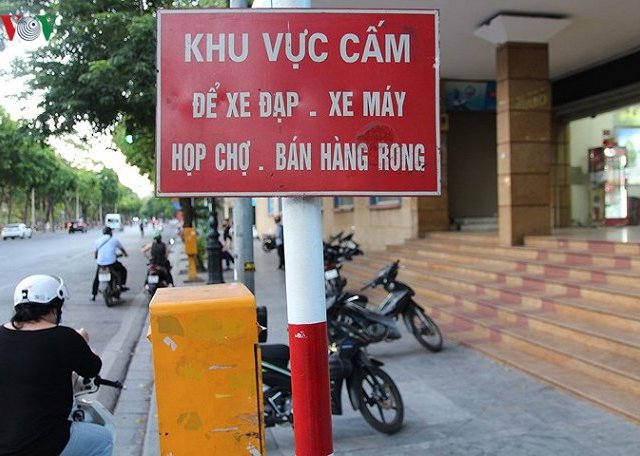 VOV
KHU VỰC CẤM
ĐỂ XE ĐẠP . XE MÁY
HỌP CHỢ . BÁN HÀNG RONG